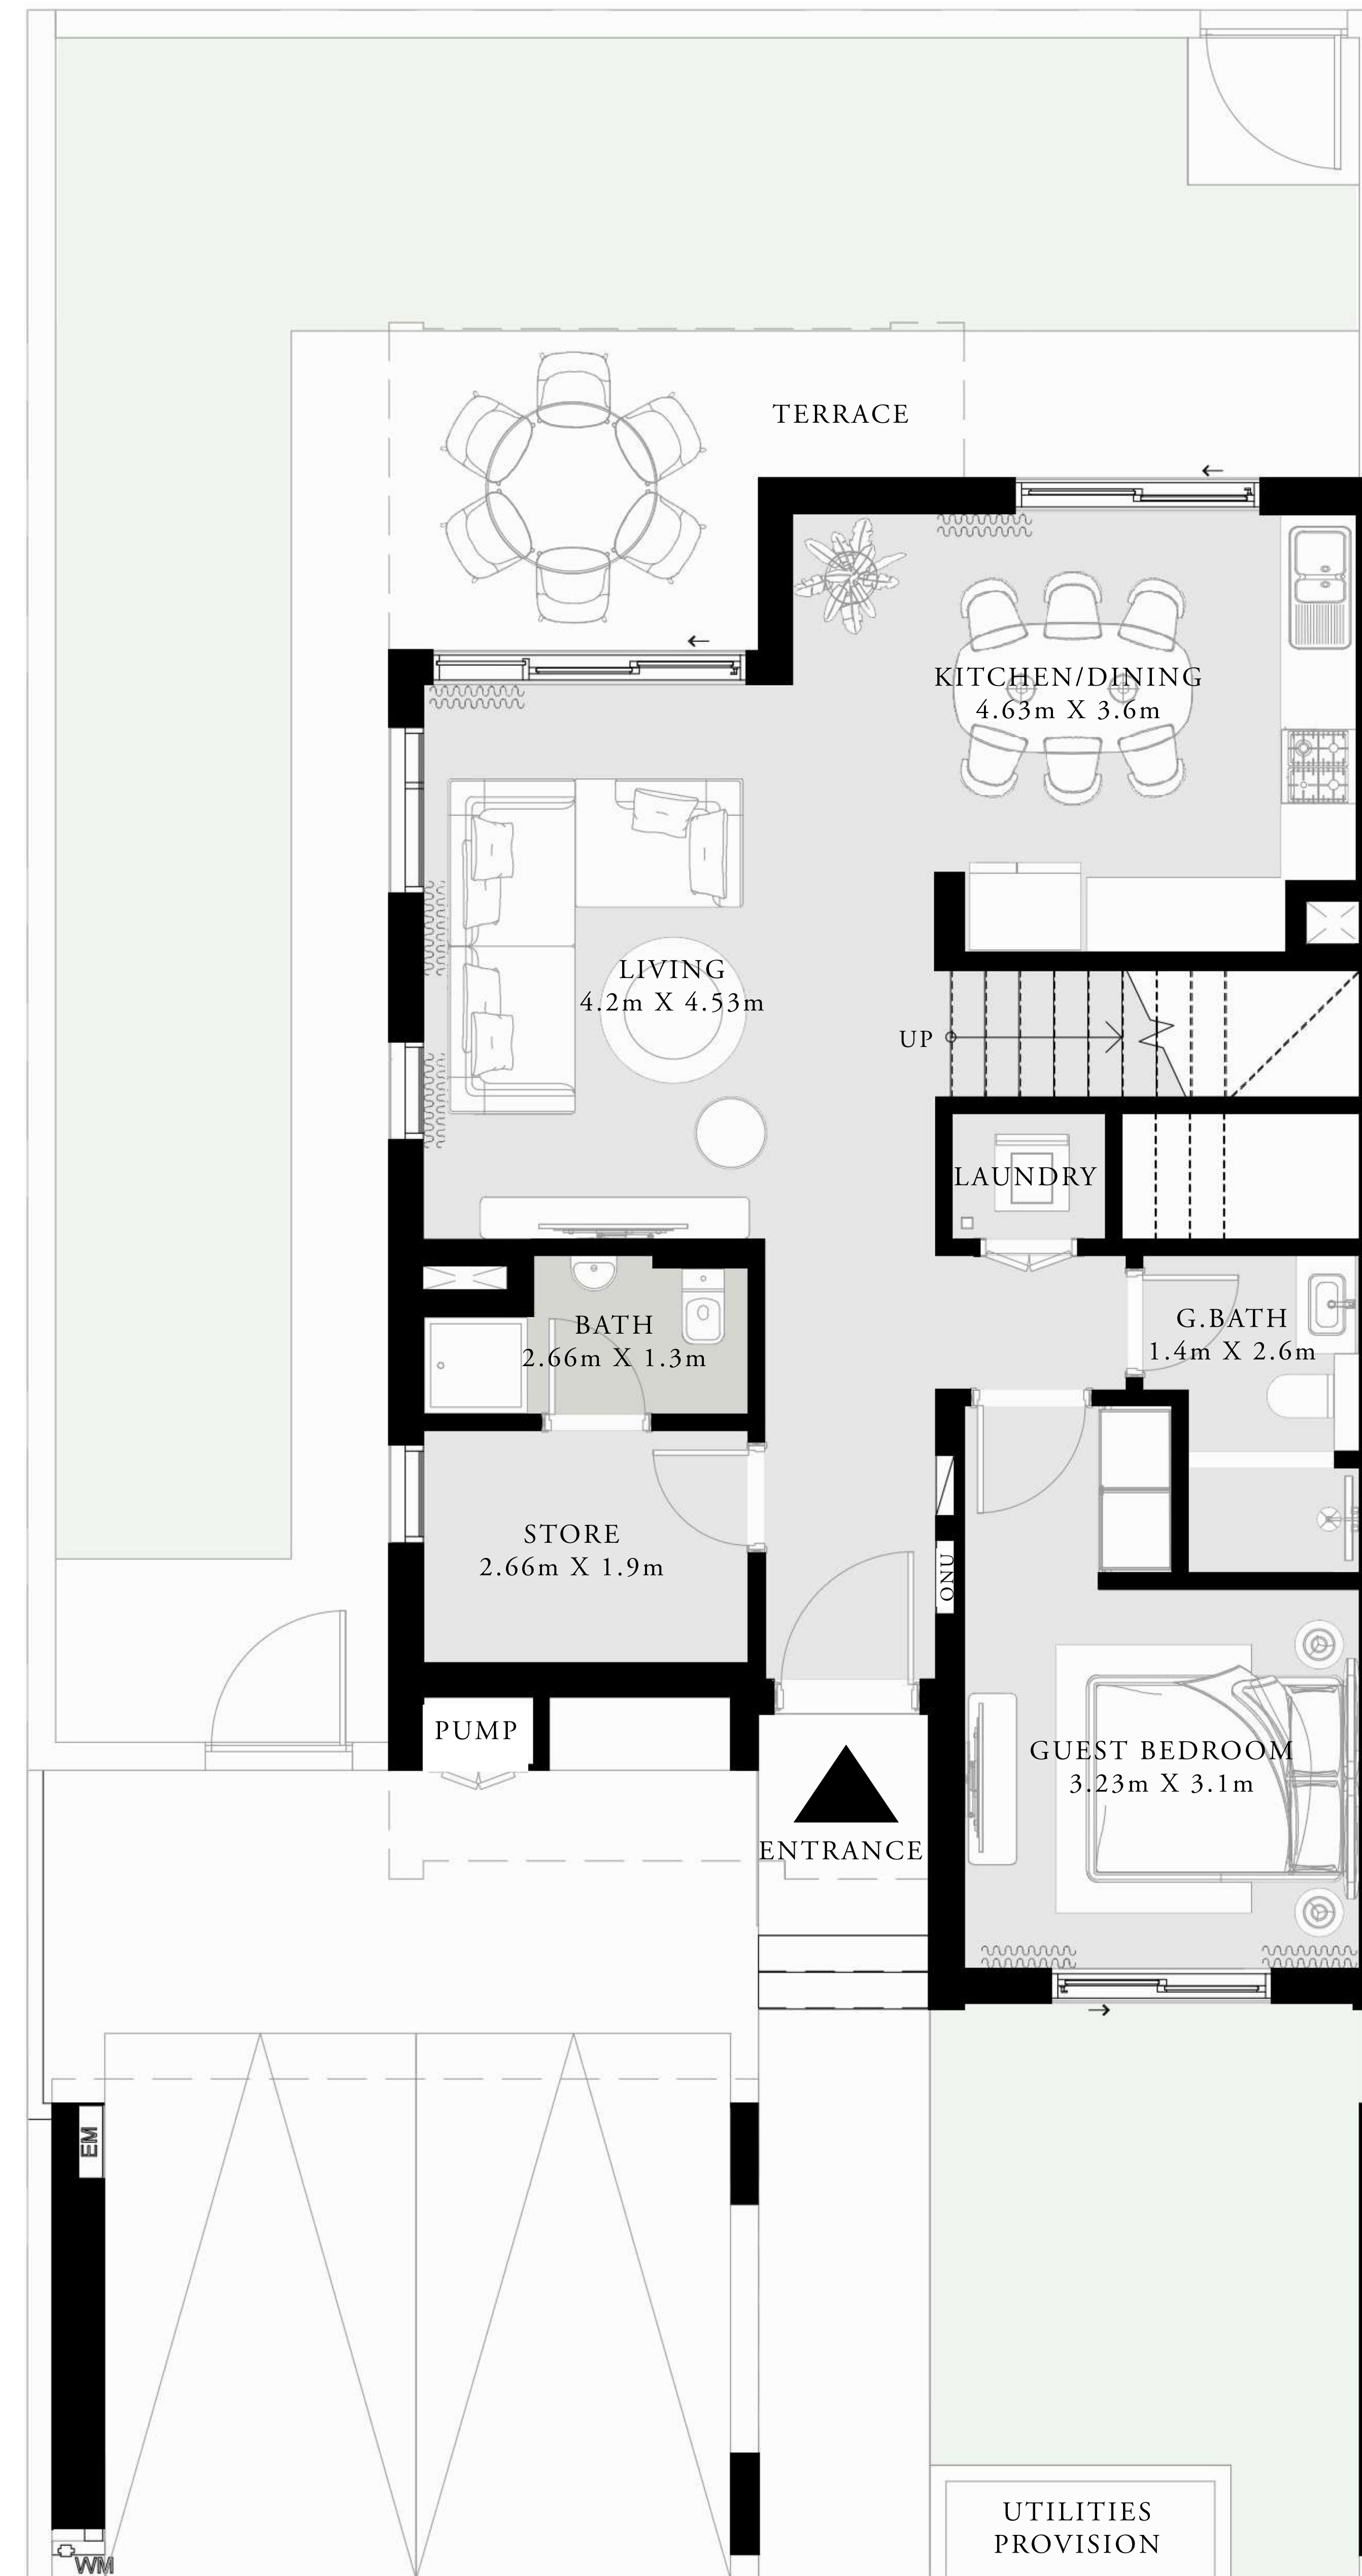 TERRACE
KITCHEN/DINING
4.63m X 3.6m
LIVING
4.2m X 4.53m
UP
LAUNDRY
BATH
2.66m X 1.3m
G.BATH
1.4m X 2.6m
STORE
2.66m X 1.9m
ONU
PUMP
GUEST BEDROOM
3.23m X 3.1m
ENTRANCE
EM
UTILITIES
PROVISION
WM